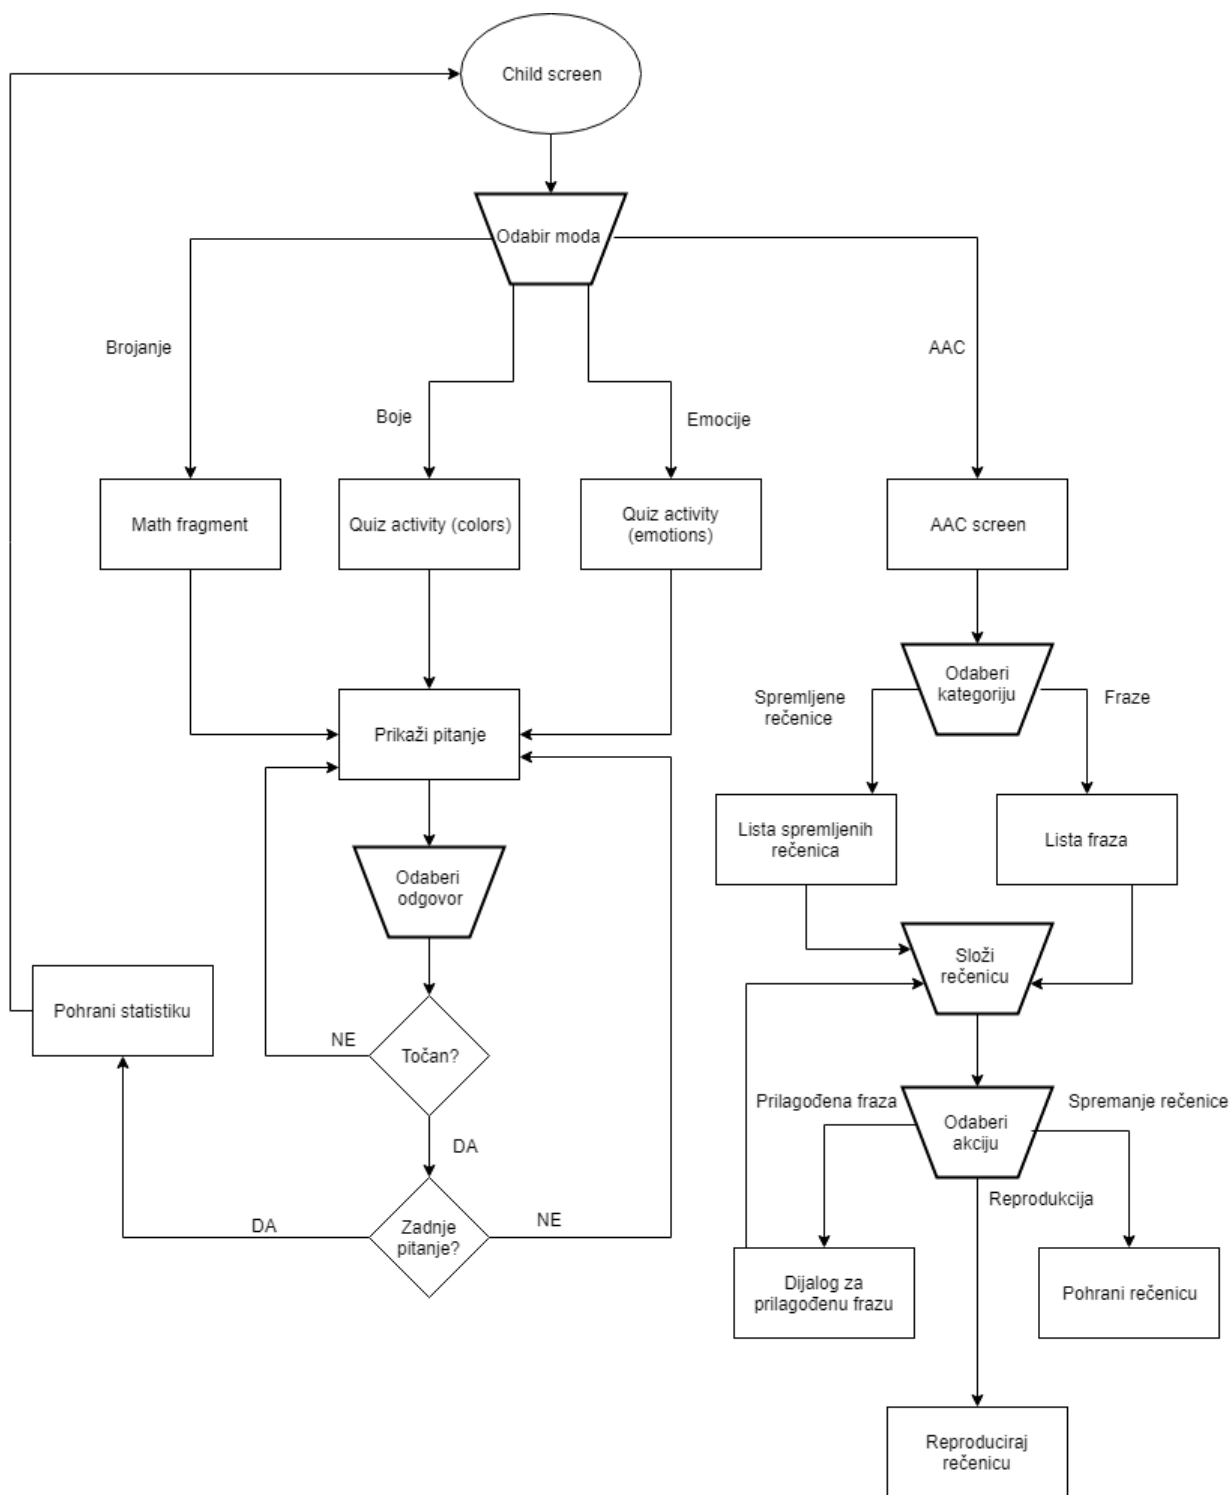 Child screen
Odabir moda
Brojanje
AAC
Boje
Emocije
Math fragment
Quiz activity (colors)
Quiz activity
(emotions)
AAC screen
Odaberi
kategoriju
Spremljene
rečenice
Fraze
Prikaži pitanje
Lista spremljenih
rečenica
Lista fraza
Odaberi
odgovor
Složi
rečenicu
Pohrani statistiku
NE
Točan?
DA
Prilagođena fraza
Spremanje rečenice
Odaberi
akciju
Reprodukcija
DA
Zadnje
pitanje?
NE
Dijalog za
prilagođenu frazu
Pohrani rečenicu
Reproduciraj
rečenicu